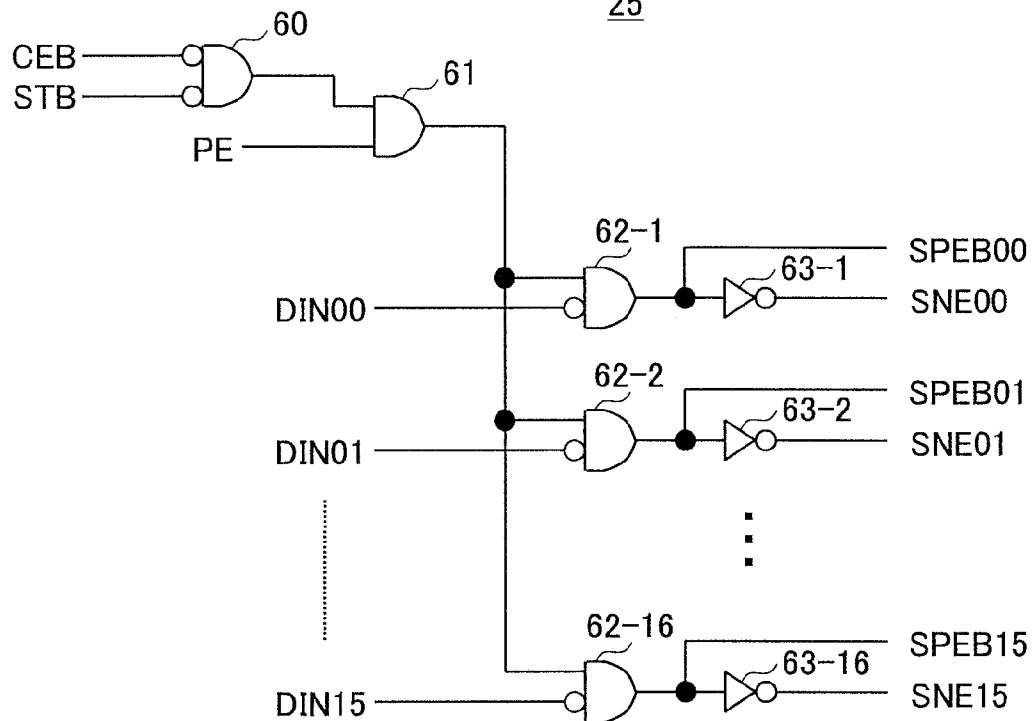 25
60
CEB
STB
61
PE
62-1
SPEB00
63-1
DIN00
SNE00
62-2
SPEB01
63-2
DIN01
SNE01
62-16
SPEB15
63-16
DIN15
SNE15